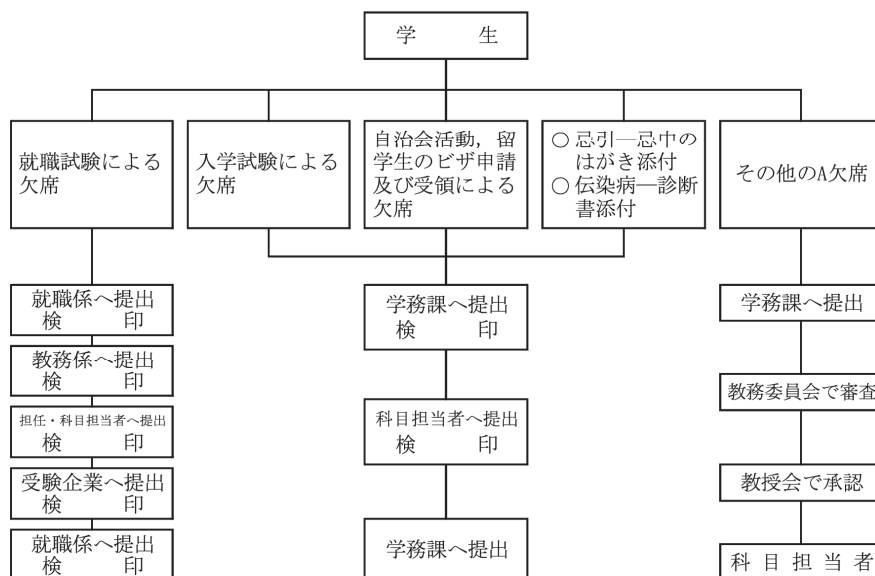 学　　生
就職試験による
欠席
入学試験による
欠席
自治会活動，留
学生のビザ申請
及び受領による
欠席
○ 忌引―忌中の
はがき添付
○ 伝染病―診断
書添付
その他のA欠席
就職係へ提出
検　　印
教務係へ提出
検　　印
担任・科目担当者へ提出
検　　印
受験企業へ提出
検　　印
就職係へ提出
検　　印
学務課へ提出
検　　印
科目担当者へ提出
検　　印
学務課へ提出
学務課へ提出
教務委員会で審査
教授会で承認
科 目 担 当 者